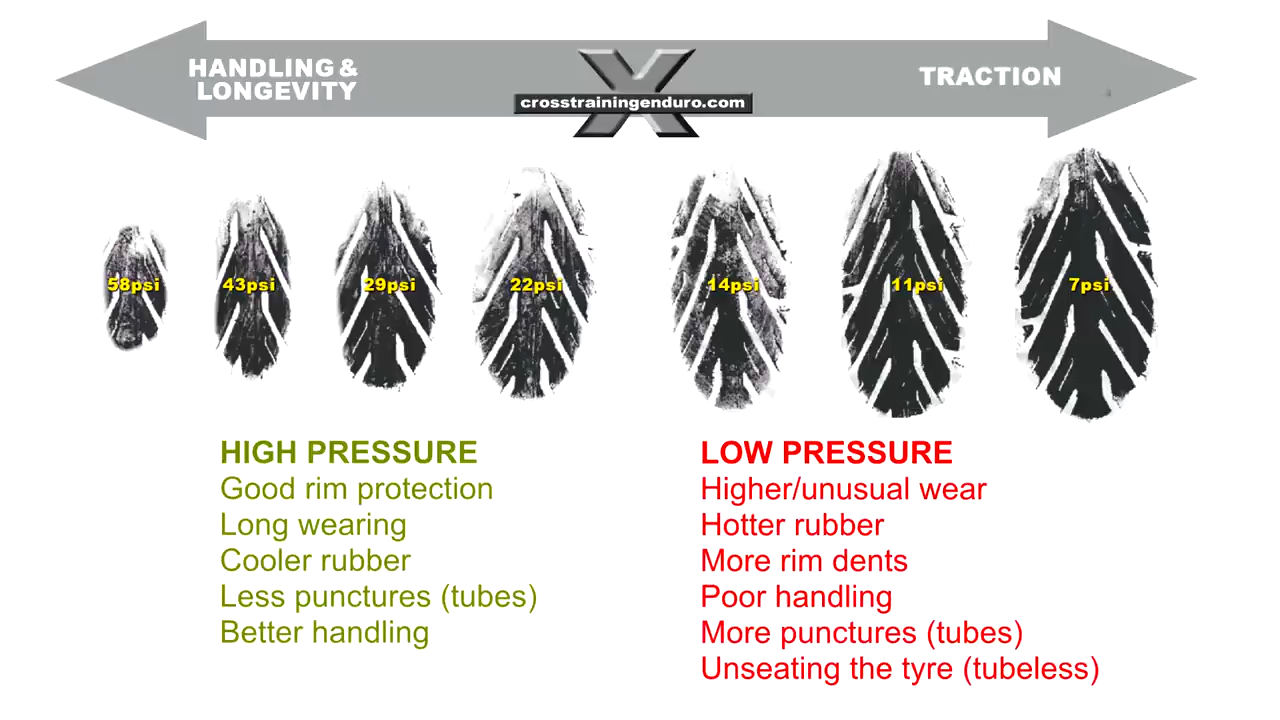 HANDLING &
LONGEVITY
crosstrainingenduro.com
TRACTION
58psi
43psi
29psi
22psi
14psi
11psi
7psi
HIGH PRESSURE
Good rim protection
Long wearing
Cooler rubber
Less punctures (tubes)
Better handling
LOW PRESSURE
Higher/unusual wear
Hotter rubber
More rim dents
Poor handling
More punctures (tubes)
Unseating the tyre (tubeless)